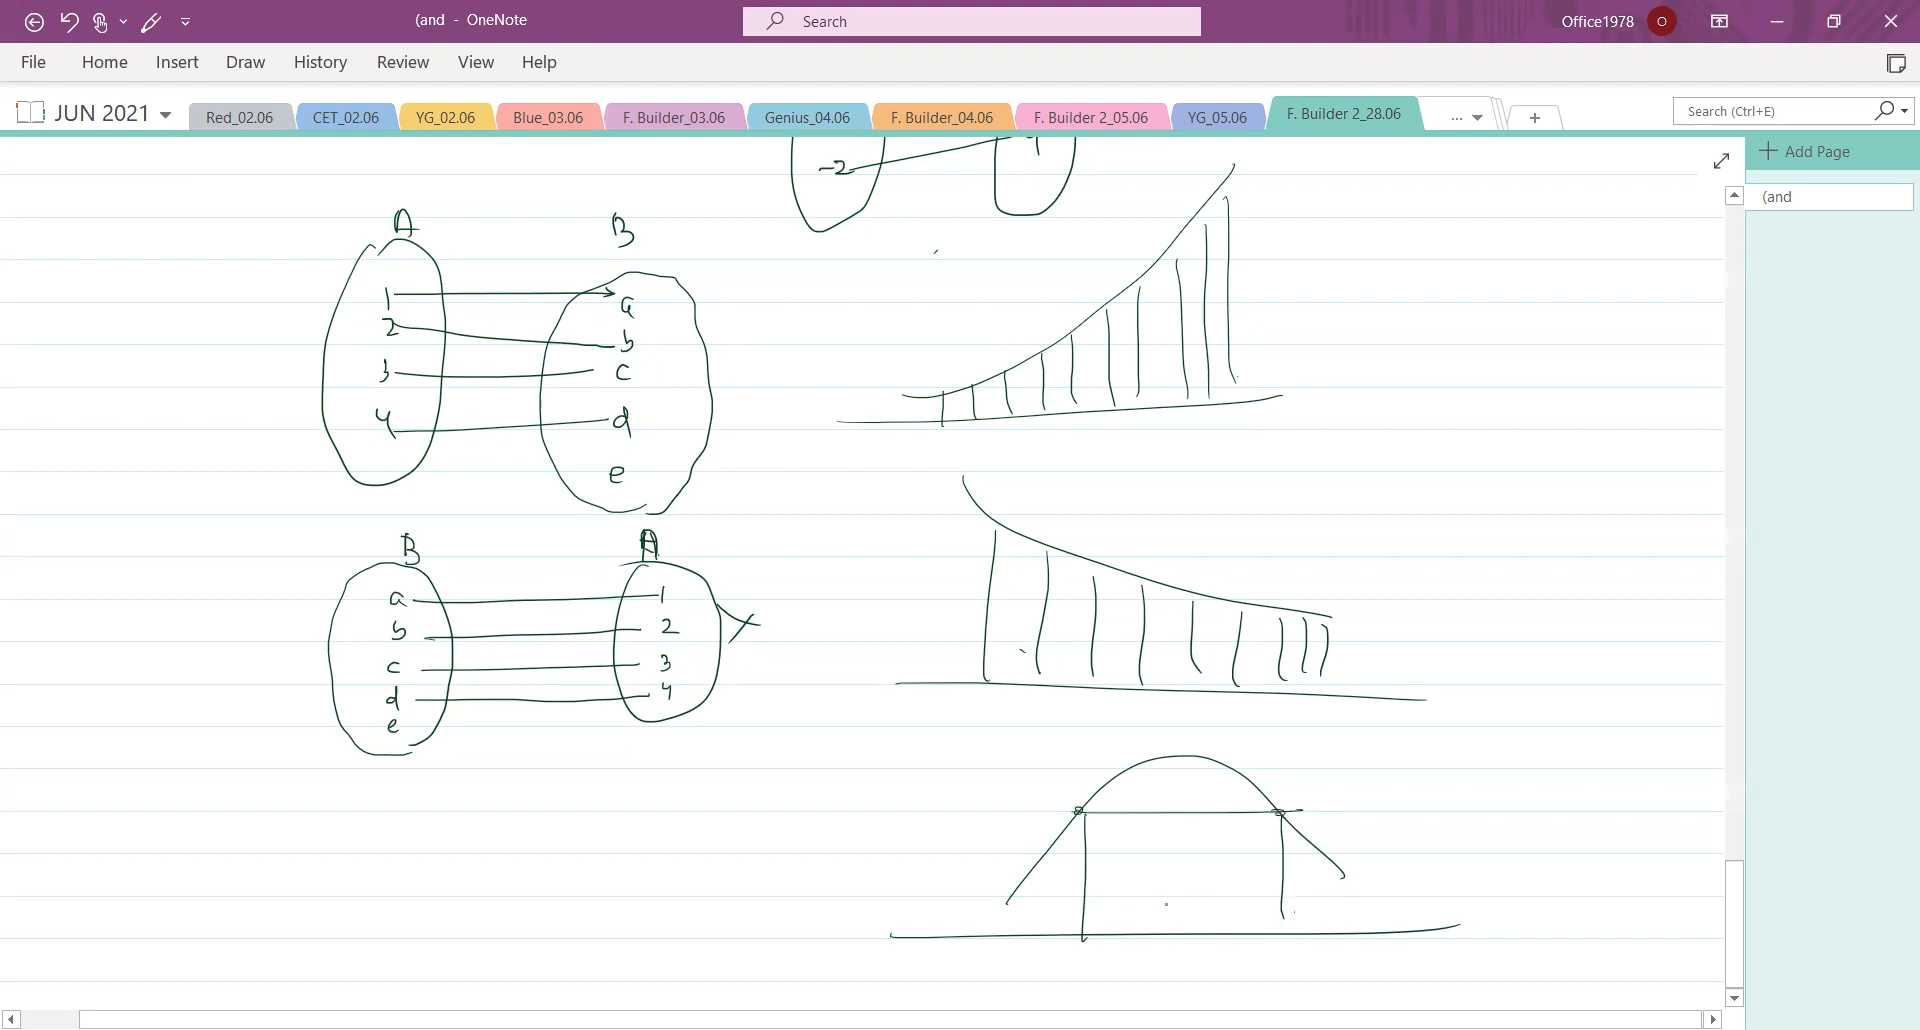 (and - OneNote
Search
Office1978
O
File Home Insert Draw History Review View Help
JUN 2021
Red_02.06 CET_02.06 YG_02.06 Blue_03.06 F. Builder_03.06 Genius_04.06 F. Builder_04.06 F. Builder 2_05.06 YG_05.06 F. Builder 2_28.06 ... +
Search (Ctrl+E)
Add Page
(and
-2
A B
1 a
2 b
3 c
4 d
e
B A
a 1
b 2
c 3
d 4
e